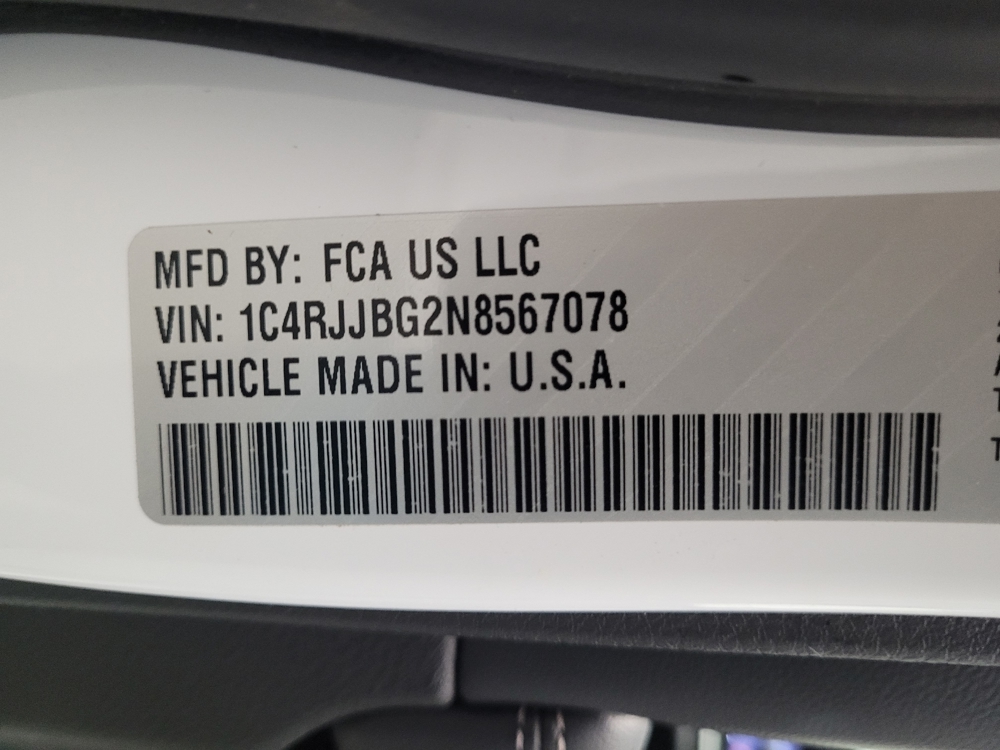 MFD BY: FCA US LLC
VIN: 1C4RJJBG2N8567078
VEHICLE MADE IN: U.S.A.